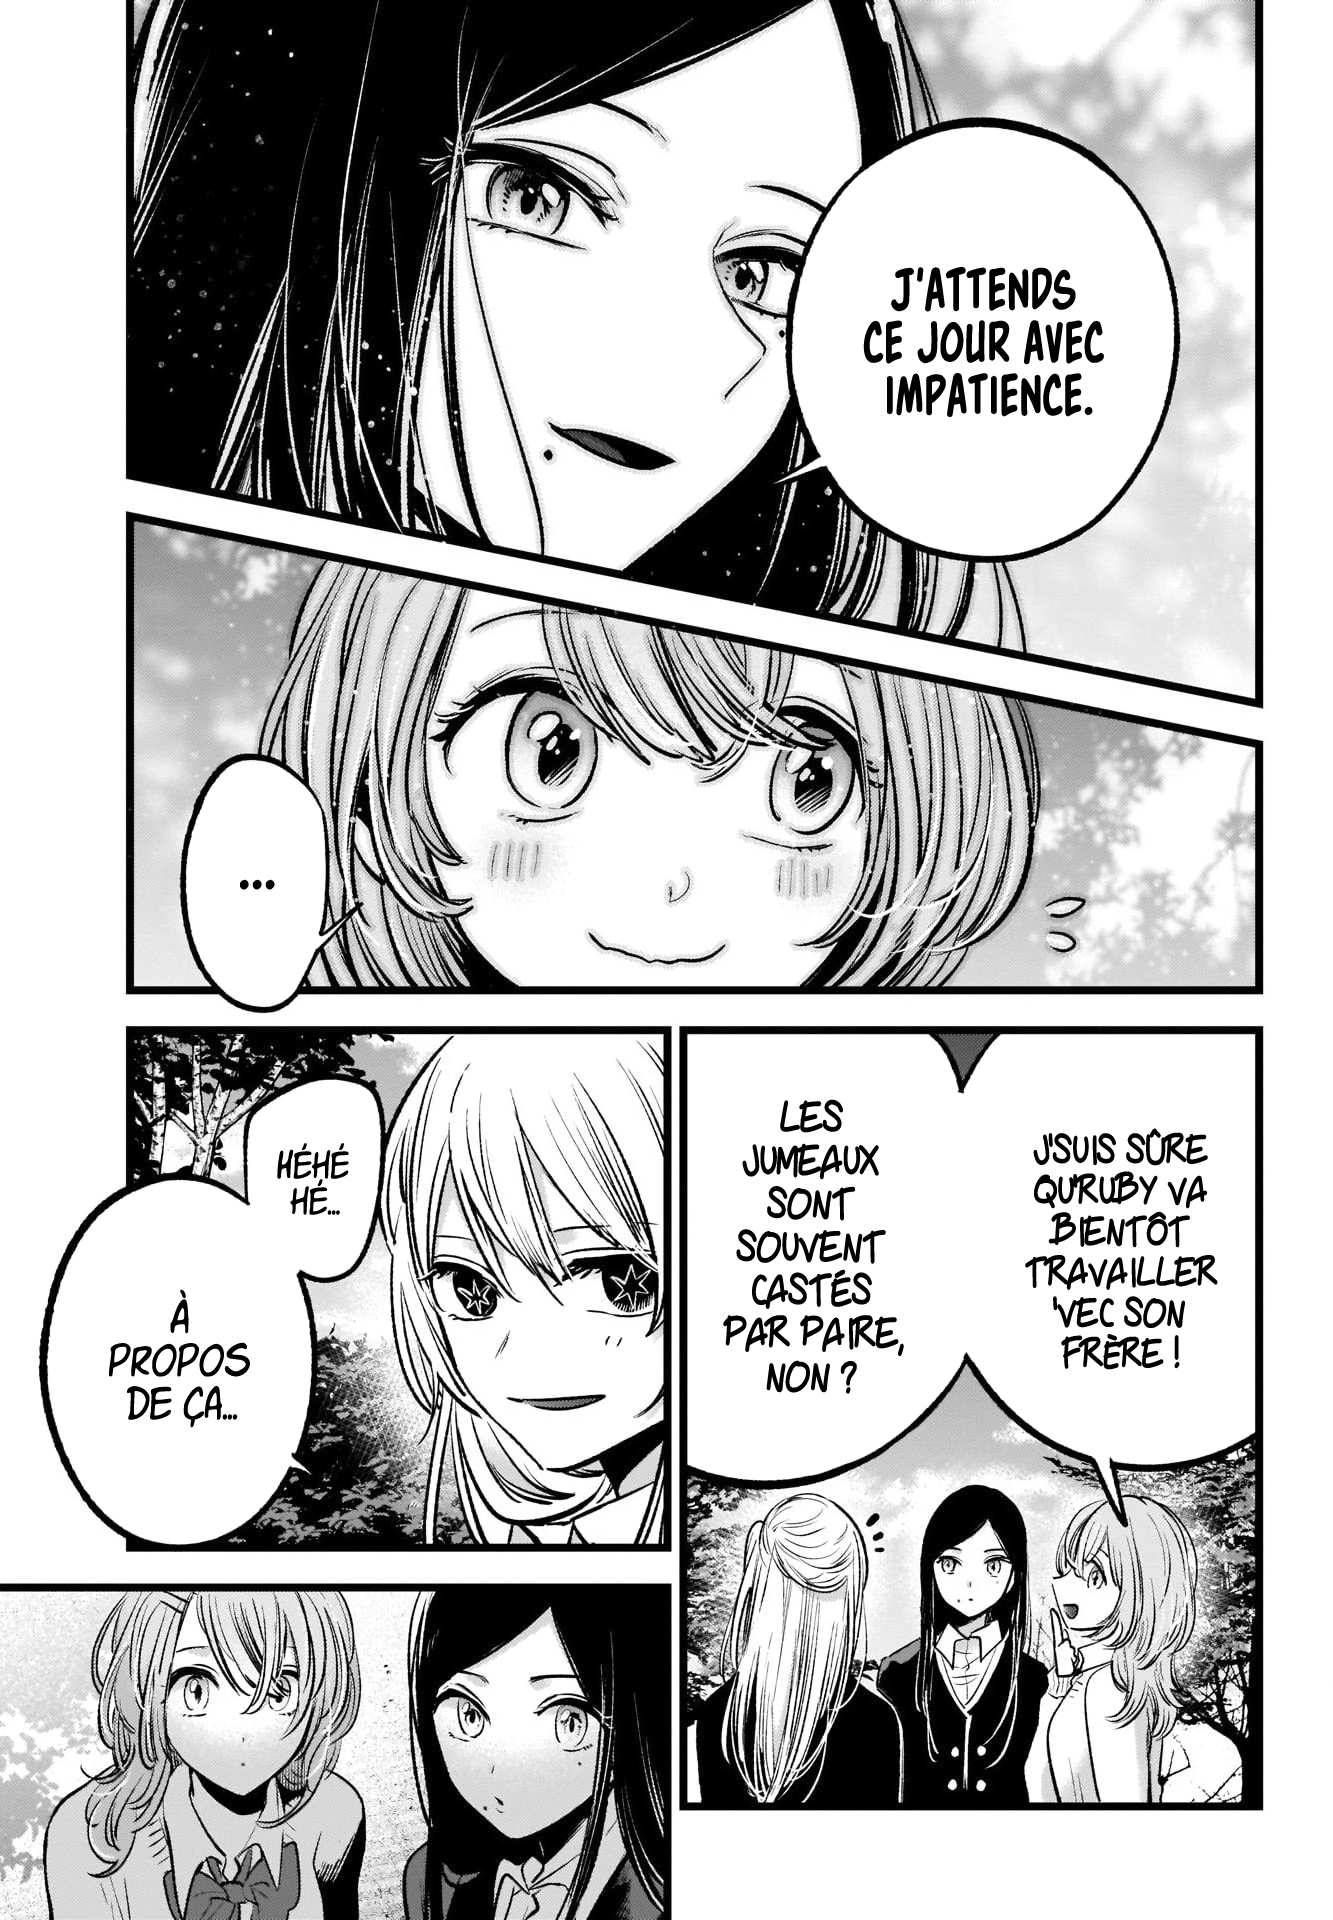 J'ATTENDS
CE JOUR AVEC
IMPATIENCE.
...
J'SUIS SÛRE
QU'RUBY VA
BIENTÔT
TRAVAILLER
'VEC SON
FRÈRE !
LES
JUMEAUX
SONT
SOUVENT
CASTÉS
PAR PAIRE,
NON ?
HÉHÉ
HÉ...
À
PROPOS
DE ÇA...